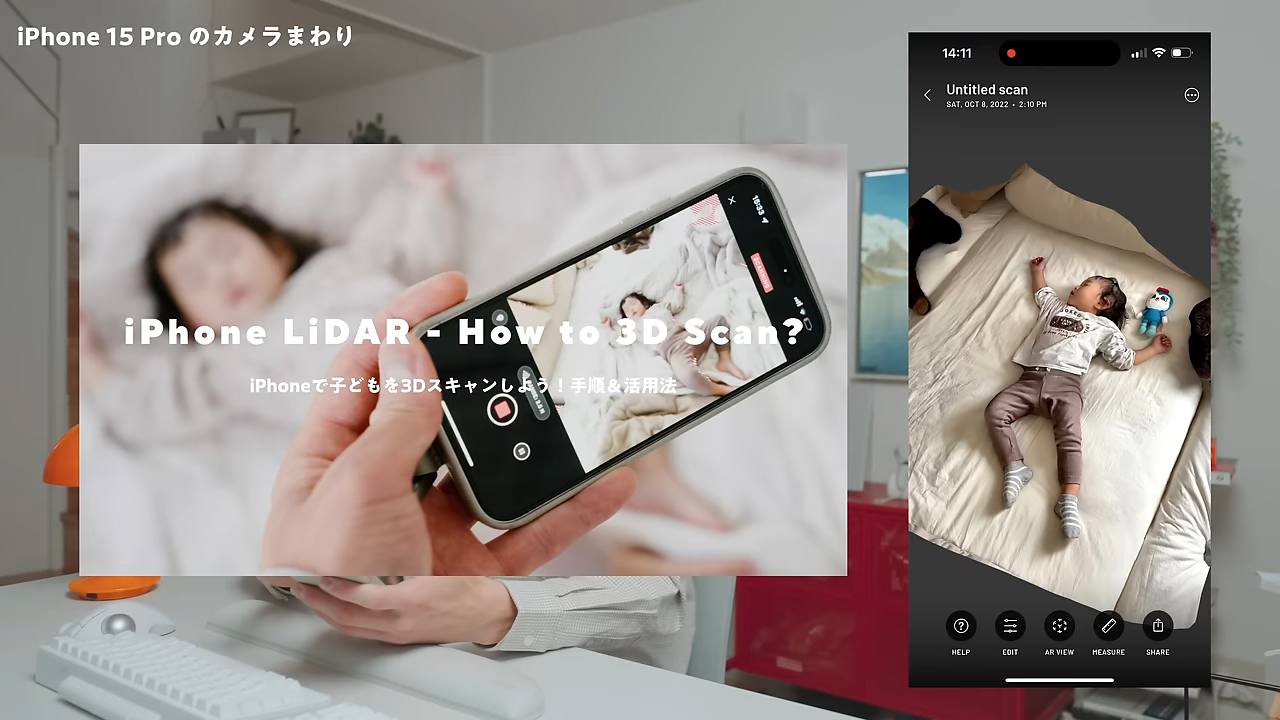 iPhone 15 Pro のカメラまわり
iPhone LiDAR - How to 3D Scan?
iPhoneで子どもを3Dスキャンしよう！手順＆活用法
14:11
Untitled scan
SAT, OCT 8, 2022 • 2:10 PM
HELP
EDIT
AR VIEW
MEASURE
SHARE